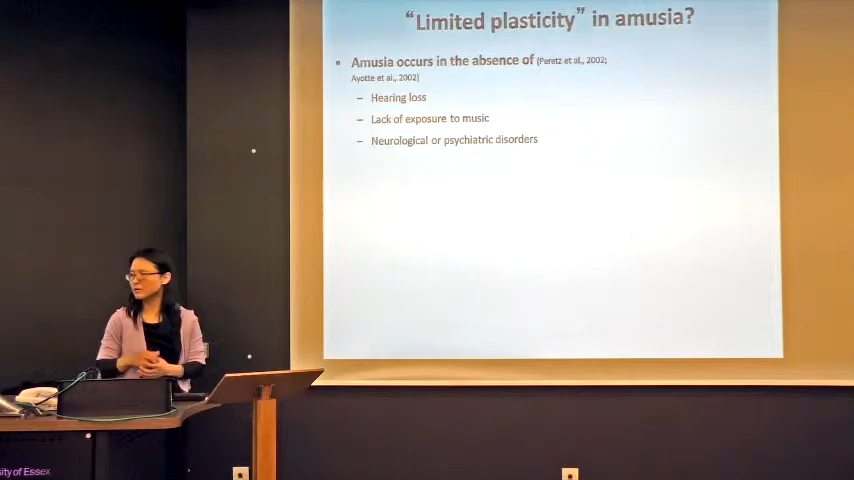 “Limited plasticity” in amusia?
• Amusia occurs in the absence of (Peretz et al., 2002;
Ayotte et al., 2002)
– Hearing loss
– Lack of exposure to music
– Neurological or psychiatric disorders
sity of Essex